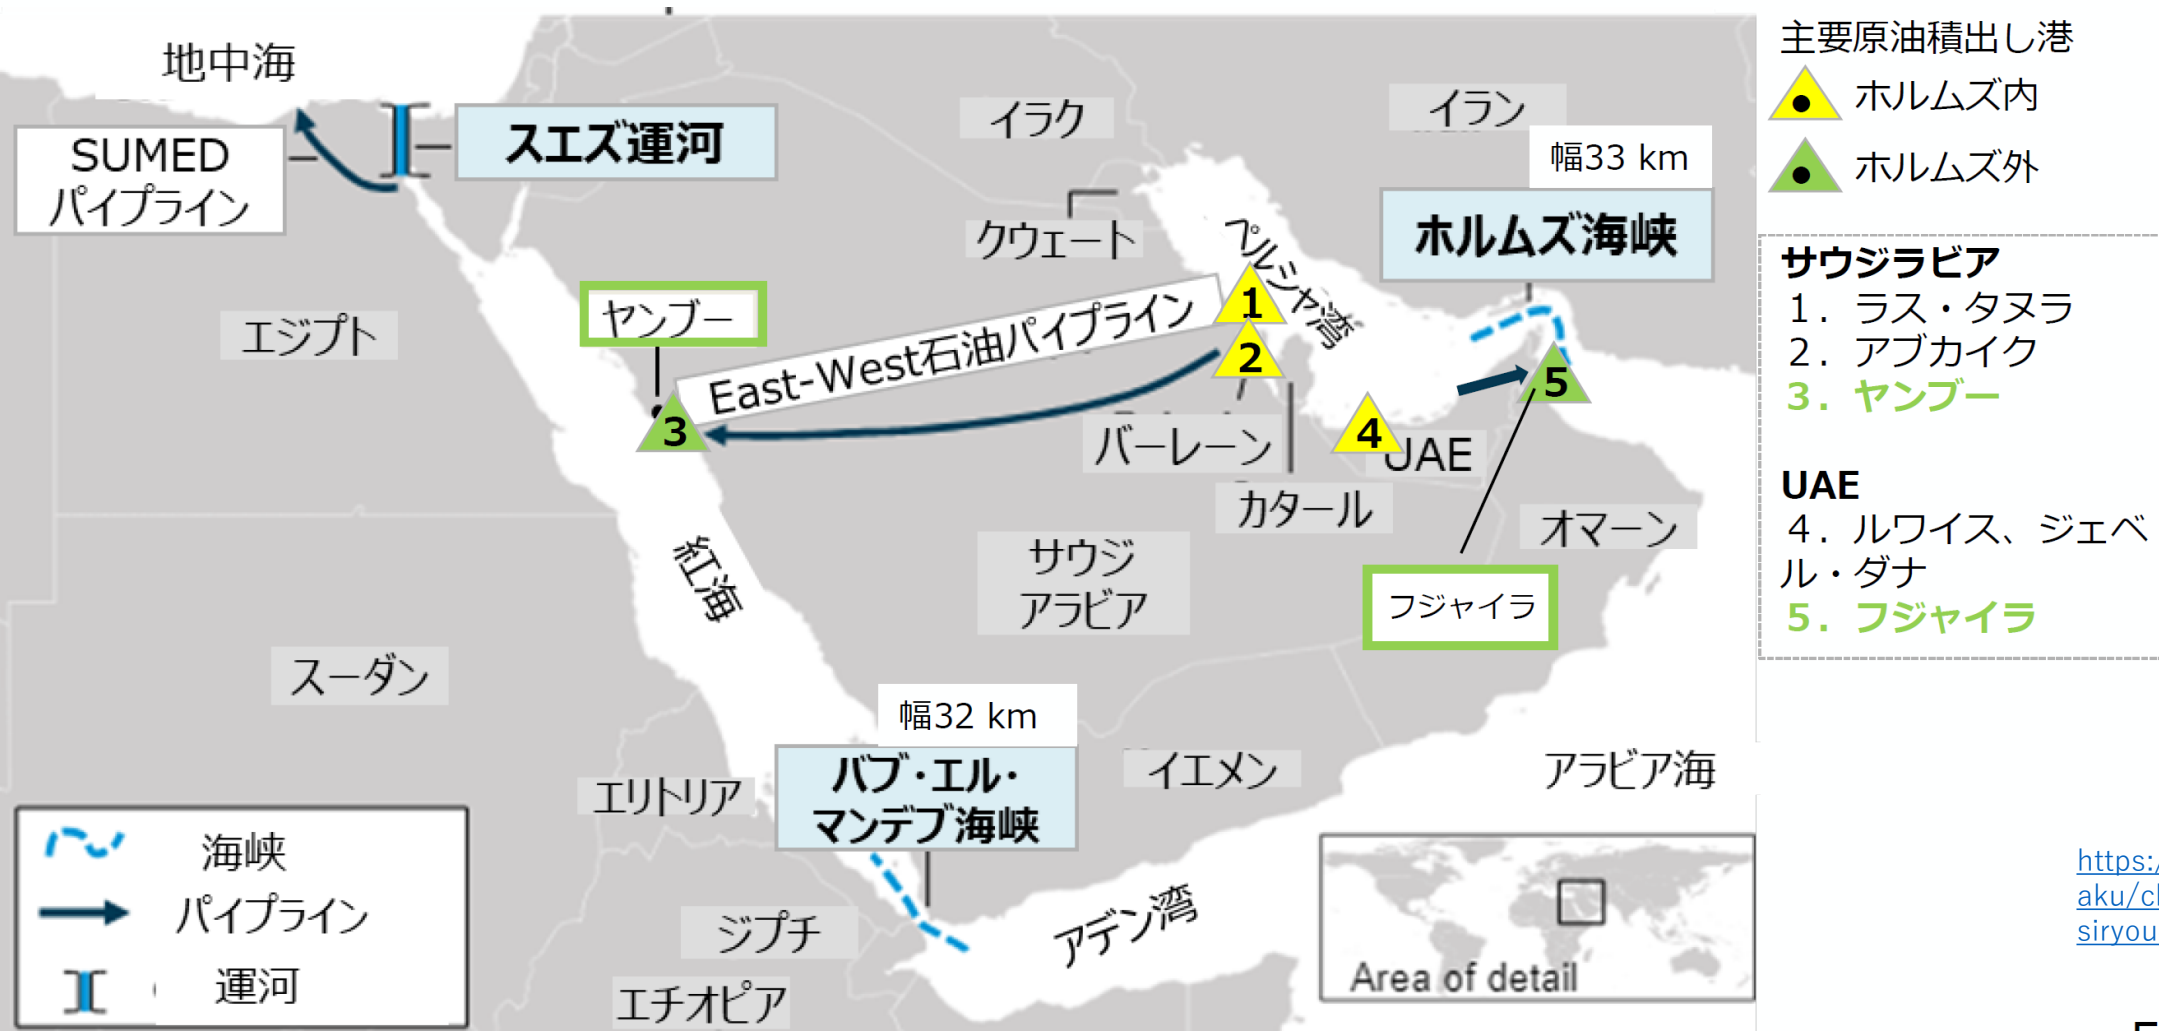 地中海
SUMED
パイプライン
スエズ運河
イラク
イラン
幅33 km
ホルムズ海峡
クウェート
ペルシャ湾
エジプト
ヤンブー
East-West石油パイプライン
1
2
3
4
5
バーレーン
UAE
カタール
オマーン
サウジ
アラビア
フジャイラ
紅海
スーダン
幅32 km
バブ・エル・
マンデブ海峡
イエメン
アラビア海
エリトリア
ジプチ
アデン湾
エチオピア
海峡
パイプライン
運河
Area of detail
主要原油積出し港
ホルムズ内
ホルムズ外
サウジラビア
1． ラス・タヌラ
2． アブカイク
3． ヤンブー
UAE
4． ルワイス、ジェベ
ル・ダナ
5． フジャイラ
https:/
siryou